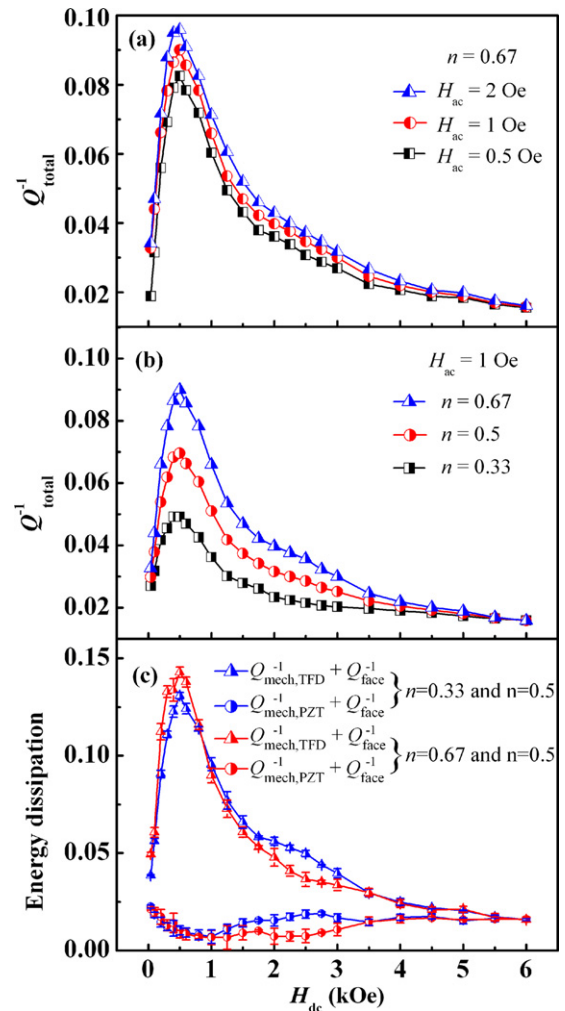 (a)
n = 0.67
H_ac = 2 Oe
H_ac = 1 Oe
H_ac = 0.5 Oe
0.10
0.08
0.06
0.04
0.02
Q^-1_total
(b)
H_ac = 1 Oe
n = 0.67
n = 0.5
n = 0.33
0.10
0.08
0.06
0.04
0.02
Q^-1_total
(c)
Q^-1_mech,TFD + Q^-1_face
Q^-1_mech,PZT + Q^-1_face
} n=0.33 and n=0.5
Q^-1_mech,TFD + Q^-1_face
Q^-1_mech,PZT + Q^-1_face
} n=0.67 and n=0.5
0.15
0.10
0.05
0.00
Energy dissipation
0 1 2 3 4 5 6
H_dc (kOe)